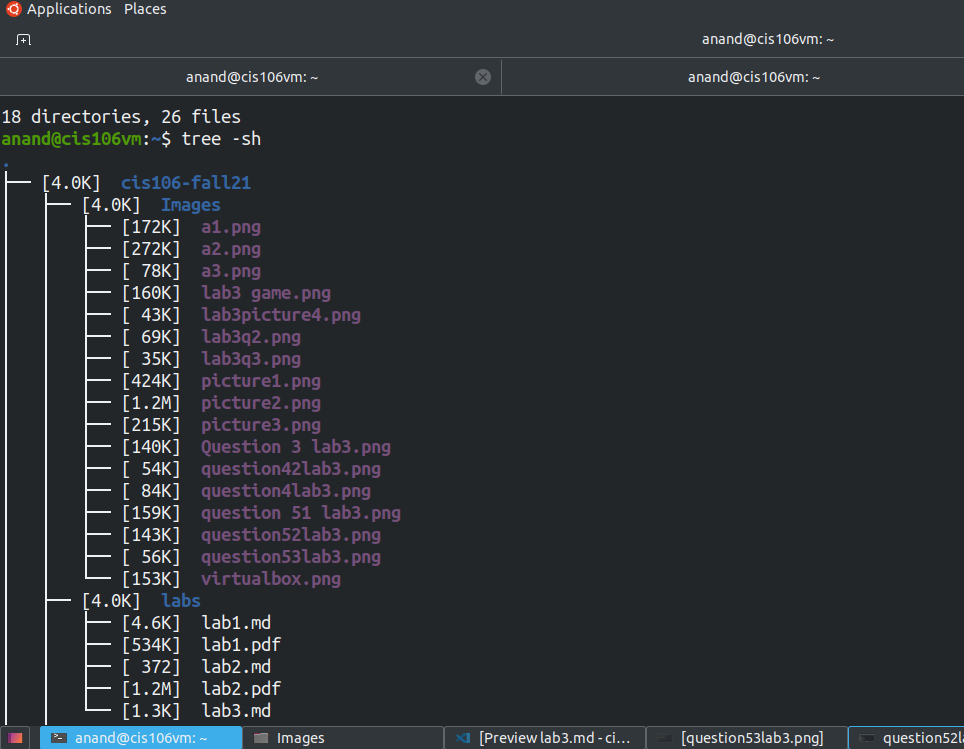 Applications Places
anand@cis106vm: ~
anand@cis106vm: ~ anand@cis106vm: ~
18 directories, 26 files
anand@cis106vm:~$ tree -sh
.
├── [4.0K]  cis106-fall21
│   ├── [4.0K]  Images
│   │   ├── [172K]  a1.png
│   │   ├── [272K]  a2.png
│   │   ├── [ 78K]  a3.png
│   │   ├── [160K]  lab3 game.png
│   │   ├── [ 43K]  lab3picture4.png
│   │   ├── [ 69K]  lab3q2.png
│   │   ├── [ 35K]  lab3q3.png
│   │   ├── [424K]  picture1.png
│   │   ├── [1.2M]  picture2.png
│   │   ├── [215K]  picture3.png
│   │   ├── [140K]  Question 3 lab3.png
│   │   ├── [ 54K]  question42lab3.png
│   │   ├── [ 84K]  question4lab3.png
│   │   ├── [159K]  question 51 lab3.png
│   │   ├── [143K]  question52lab3.png
│   │   ├── [ 56K]  question53lab3.png
│   │   └── [153K]  virtualbox.png
│   ├── [4.0K]  labs
│   │   ├── [4.6K]  lab1.md
│   │   ├── [534K]  lab1.pdf
│   │   ├── [ 372]  lab2.md
│   │   ├── [1.2M]  lab2.pdf
│   │   └── [1.3K]  lab3.md
anand@cis106vm: ~ Images [Preview lab3.md - ci... [question53lab3.png] question52l